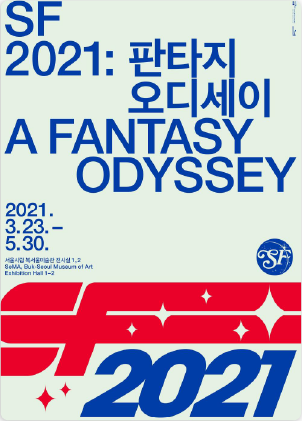 SF
2021: 판타지
오디세이
A FANTASY
ODYSSEY
2021.
3.23.–
5.30.
서울시립 북서울미술관 전시실 1, 2
SeMA, Buk-Seoul Museum of Art
Exhibition Hall 1–2
SF
SF
2021